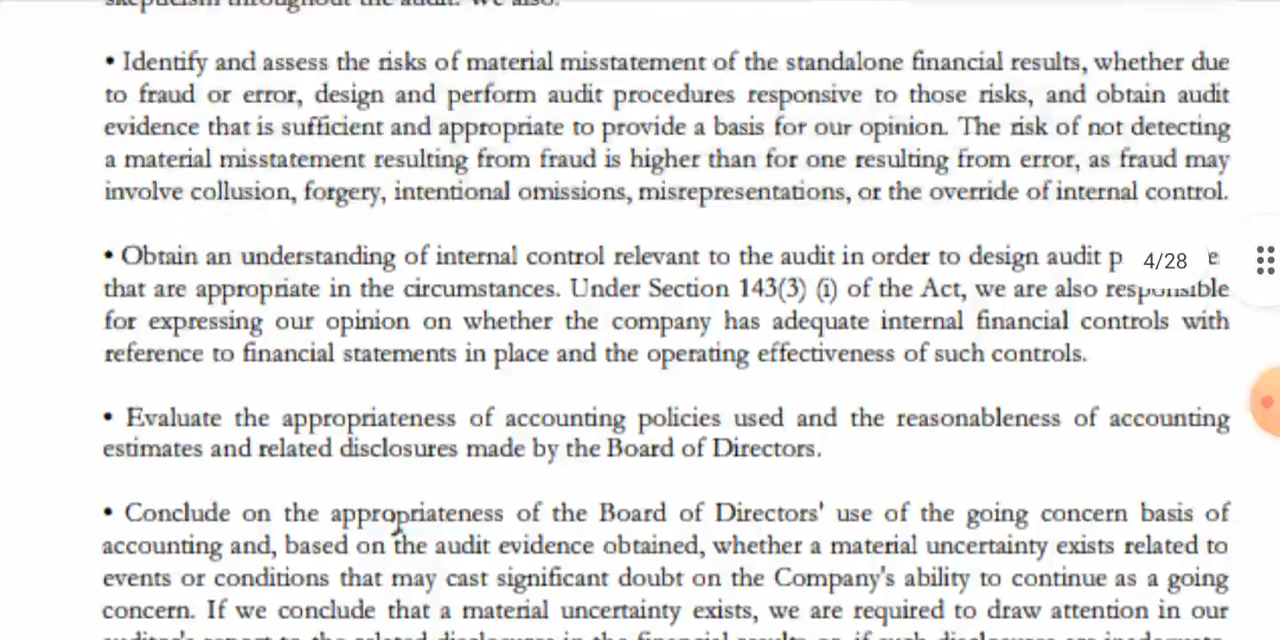 skepticism throughout the audit. We also:
• Identify and assess the risks of material misstatement of the standalone financial results, whether due
to fraud or error, design and perform audit procedures responsive to those risks, and obtain audit
evidence that is sufficient and appropriate to provide a basis for our opinion. The risk of not detecting
a material misstatement resulting from fraud is higher than for one resulting from error, as fraud may
involve collusion, forgery, intentional omissions, misrepresentations, or the override of internal control.
• Obtain an understanding of internal control relevant to the audit in order to design audit p 4/28 e
that are appropriate in the circumstances. Under Section 143(3) (i) of the Act, we are also responsible
for expressing our opinion on whether the company has adequate internal financial controls with
reference to financial statements in place and the operating effectiveness of such controls.
• Evaluate the appropriateness of accounting policies used and the reasonableness of accounting
estimates and related disclosures made by the Board of Directors.
• Conclude on the appropriateness of the Board of Directors' use of the going concern basis of
accounting and, based on the audit evidence obtained, whether a material uncertainty exists related to
events or conditions that may cast significant doubt on the Company's ability to continue as a going
concern. If we conclude that a material uncertainty exists, we are required to draw attention in our